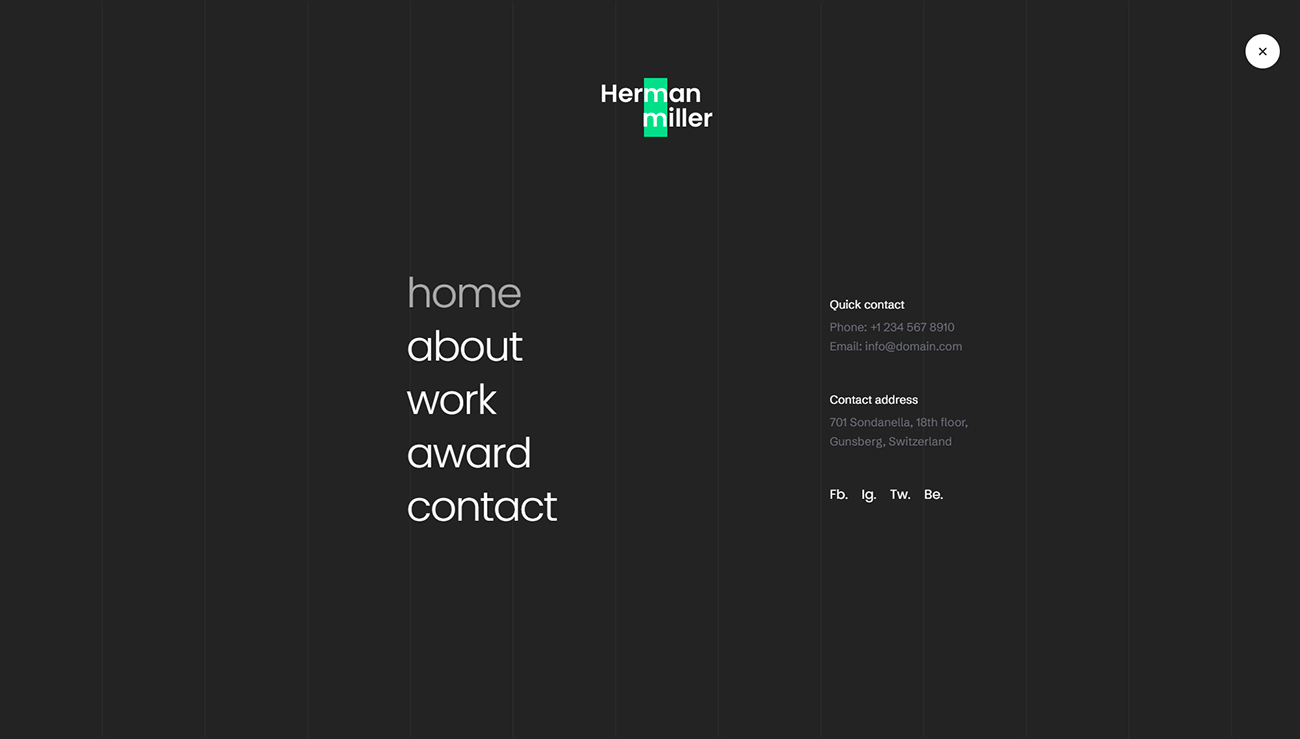 Herman
miller
home
about
work
award
contact
Quick contact
Phone: +1 234 567 8910
Email: info@domain.com
Contact address
701 Sondanella, 18th floor,
Gunsberg, Switzerland
Fb. Ig. Tw. Be.